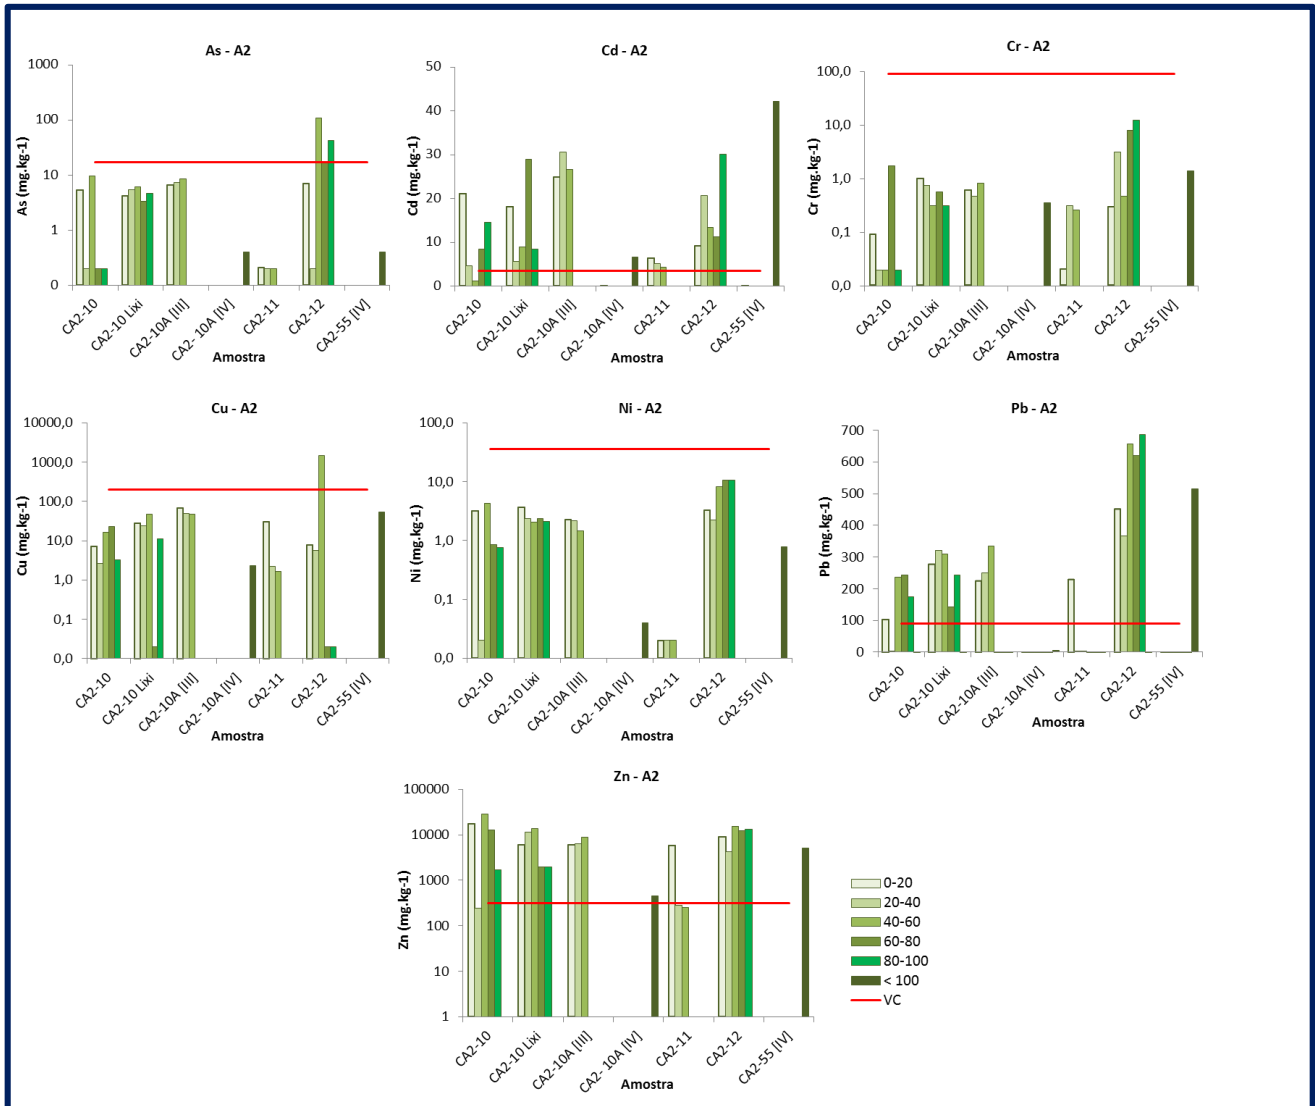 As - A2
1000
100
10
1
0
As (mg.kg-1)
CA2-10
CA2-10 Lixi
CA2-10A [III]
CA2- 10A [IV]
CA2-11
CA2-12
CA2-55 [IV]
Amostra
Cd - A2
50
40
30
20
10
0
Cd (mg.kg-1)
CA2-10
CA2-10 Lixi
CA2-10A [III]
CA2- 10A [IV]
CA2-11
CA2-12
CA2-55 [IV]
Amostra
Cr - A2
100,0
10,0
1,0
0,1
0,0
Cr (mg.kg-1)
CA2-10
CA2-10 Lixi
CA2-10A [III]
CA2- 10A [IV]
CA2-11
CA2-12
CA2-55 [IV]
Amostra
Cu - A2
10000,0
1000,0
100,0
10,0
1,0
0,1
0,0
Cu (mg.kg-1)
CA2-10
CA2-10 Lixi
CA2-10A [III]
CA2- 10A [IV]
CA2-11
CA2-12
CA2-55 [IV]
Amostra
Ni - A2
100,0
10,0
1,0
0,1
0,0
Ni (mg.kg-1)
CA2-10
CA2-10 Lixi
CA2-10A [III]
CA2- 10A [IV]
CA2-11
CA2-12
CA2-55 [IV]
Amostra
Pb - A2
700
600
500
400
300
200
100
0
Pb (mg.kg-1)
CA2-10
CA2-10 Lixi
CA2-10A [III]
CA2- 10A [IV]
CA2-11
CA2-12
CA2-55 [IV]
Amostra
Zn - A2
100000
10000
1000
100
10
1
Zn (mg.kg-1)
CA2-10
CA2-10 Lixi
CA2-10A [III]
CA2- 10A [IV]
CA2-11
CA2-12
CA2-55 [IV]
Amostra
0-20
20-40
40-60
60-80
80-100
< 100
VC